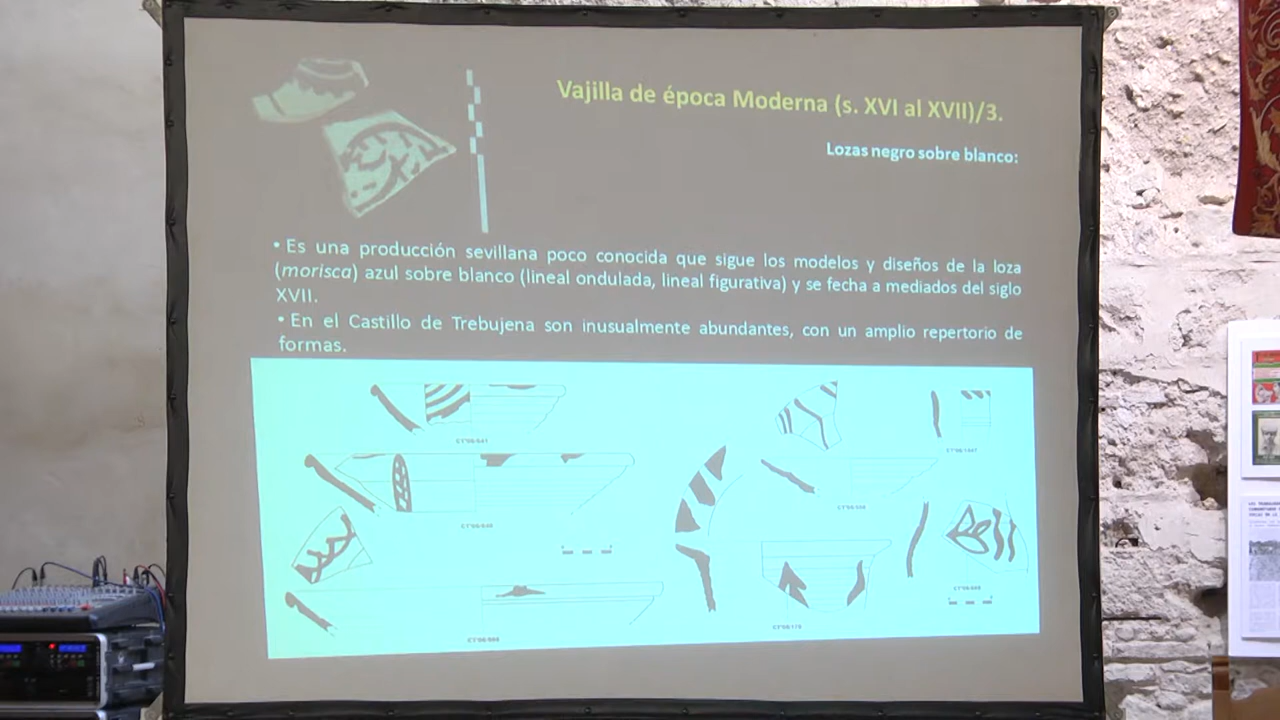 Vajilla de época Moderna (s. XVI al XVII)/3.
Lozas negro sobre blanco:
• Es una producción sevillana poco conocida que sigue los modelos y diseños de la loza
(morisca) azul sobre blanco (lineal ondulada, lineal figurativa) y se fecha a mediados del siglo
XVII.
• En el Castillo de Trebujena son inusualmente abundantes, con un amplio repertorio de
formas.